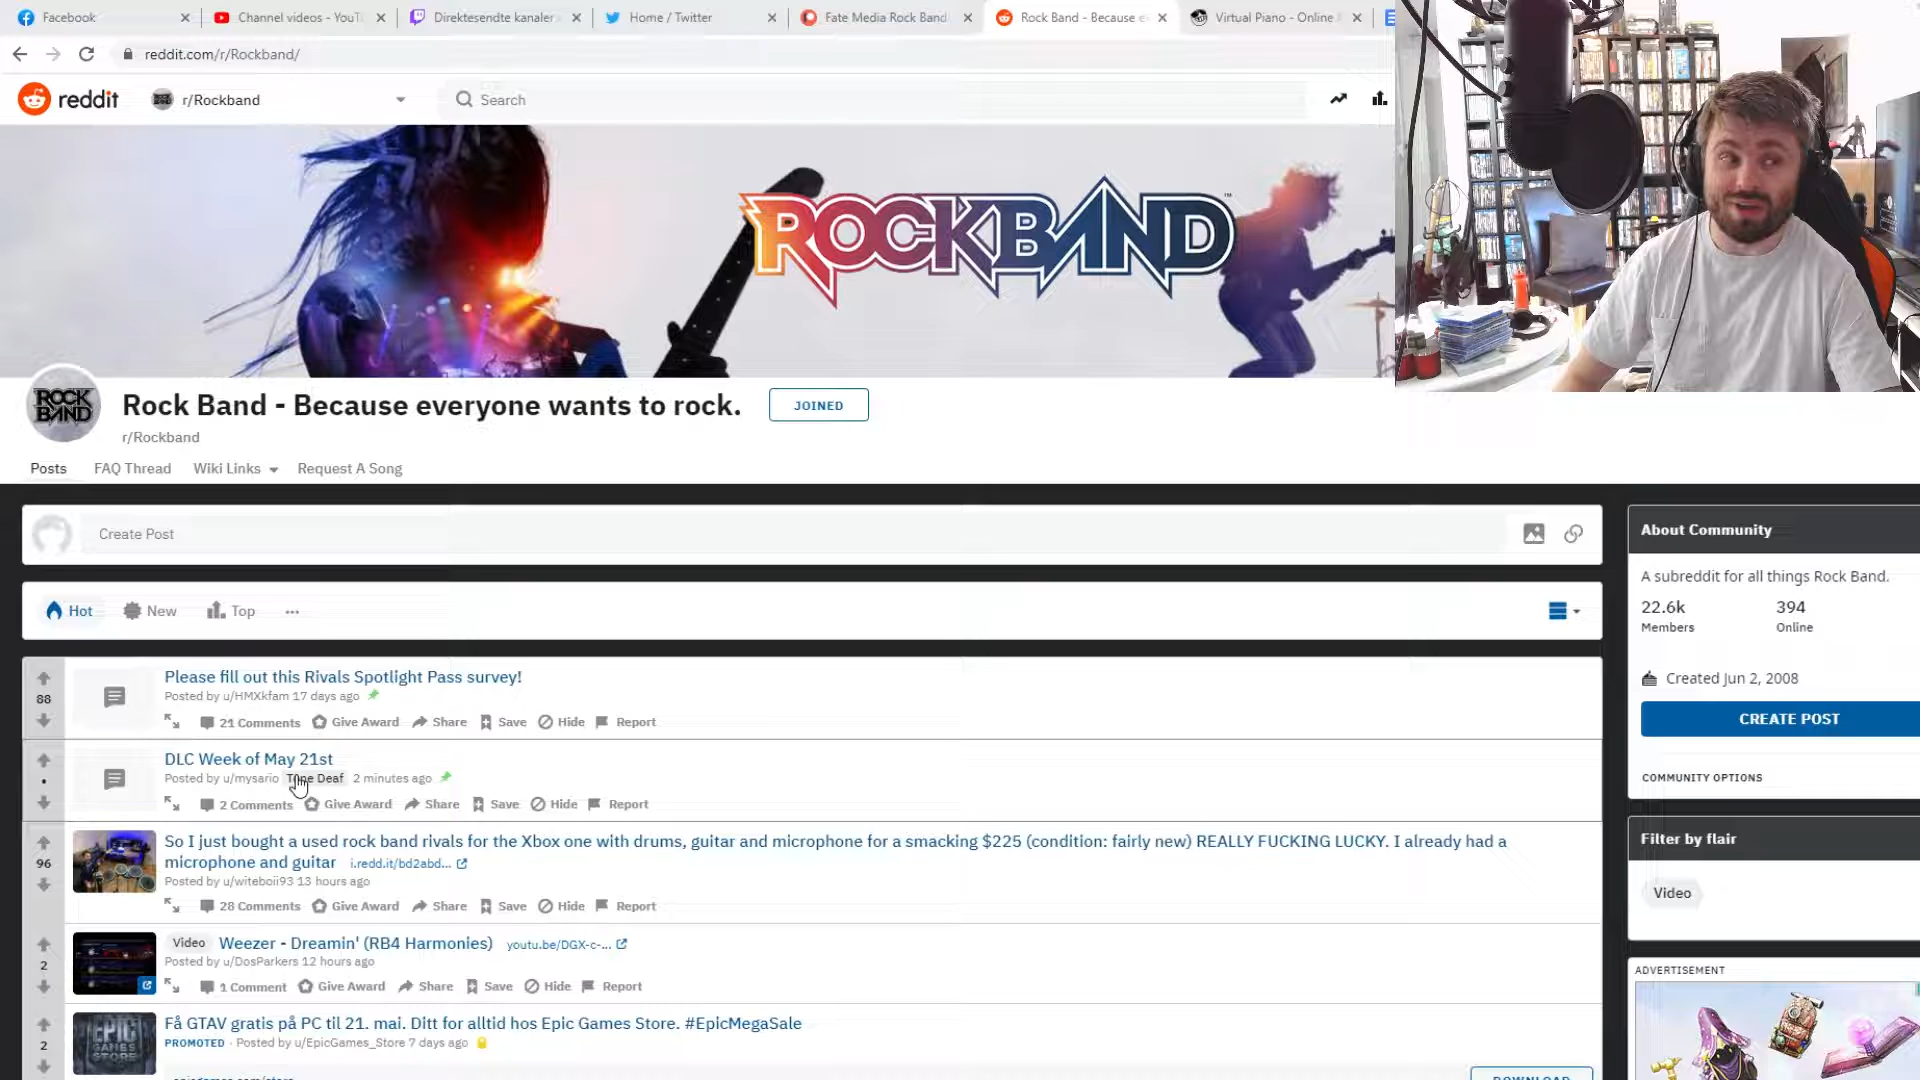 Facebook
Channel videos - YouT
Direktesendte kanaler
Home / Twitter
Fate Media Rock Band
Rock Band - Because e
Virtual Piano - Online
reddit.com/r/Rockband/
reddit
r/Rockband
Search
ROCKBAND
ROCK BAND
Rock Band - Because everyone wants to rock.
JOINED
r/Rockband
Posts
FAQ Thread
Wiki Links
Request A Song
Create Post
Hot
New
Top
88
Please fill out this Rivals Spotlight Pass survey!
Posted by u/HMXkfam 17 days ago
21 Comments Give Award Share Save Hide Report
DLC Week of May 21st
Posted by u/mysario Tone Deaf 2 minutes ago
2 Comments Give Award Share Save Hide Report
96
So I just bought a used rock band rivals for the Xbox one with drums, guitar and microphone for a smacking $225 (condition: fairly new) REALLY FUCKING LUCKY. I already had a
microphone and guitar i.redd.it/bd2abd...
Posted by u/witeboii93 13 hours ago
28 Comments Give Award Share Save Hide Report
2
Video Weezer - Dreamin' (RB4 Harmonies) youtu.be/DGX-c-...
Posted by u/DosParkers 12 hours ago
1 Comment Give Award Share Save Hide Report
2
EPIC
GAMES
STORE
Få GTAV gratis på PC til 21. mai. Ditt for alltid hos Epic Games Store. #EpicMegaSale
PROMOTED · Posted by u/EpicGames_Store 7 days ago
epicgames.com/store
DOWNLOAD
About Community
A subreddit for all things Rock Band.
22.6k
Members
394
Online
Created Jun 2, 2008
CREATE POST
COMMUNITY OPTIONS
Filter by flair
Video
ADVERTISEMENT